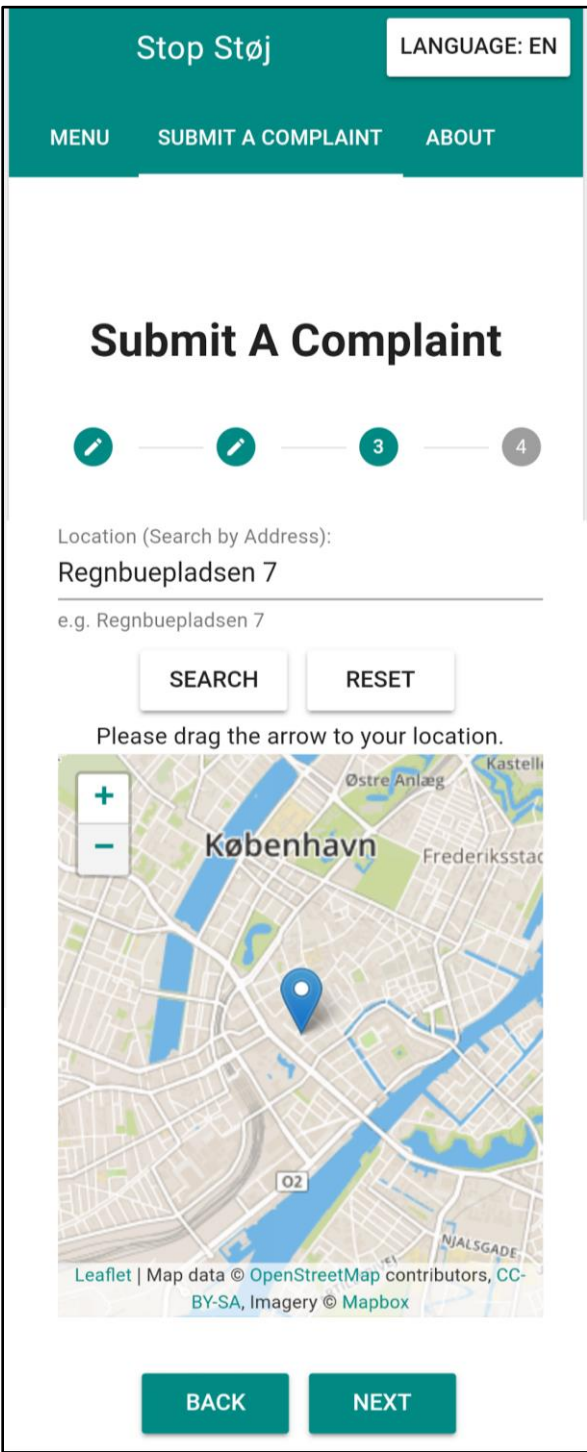 Stop Støj
LANGUAGE: EN
MENU
SUBMIT A COMPLAINT
ABOUT
Submit A Complaint
3
4
Location (Search by Address):
Regnbuepladsen 7
e.g. Regnbuepladsen 7
SEARCH
RESET
Please drag the arrow to your location.
+
−
Østre Anlæg
København
Frederiksstad
O2
NJALSGADE
Leaflet | Map data © OpenStreetMap contributors, CC-
BY-SA, Imagery © Mapbox
BACK
NEXT